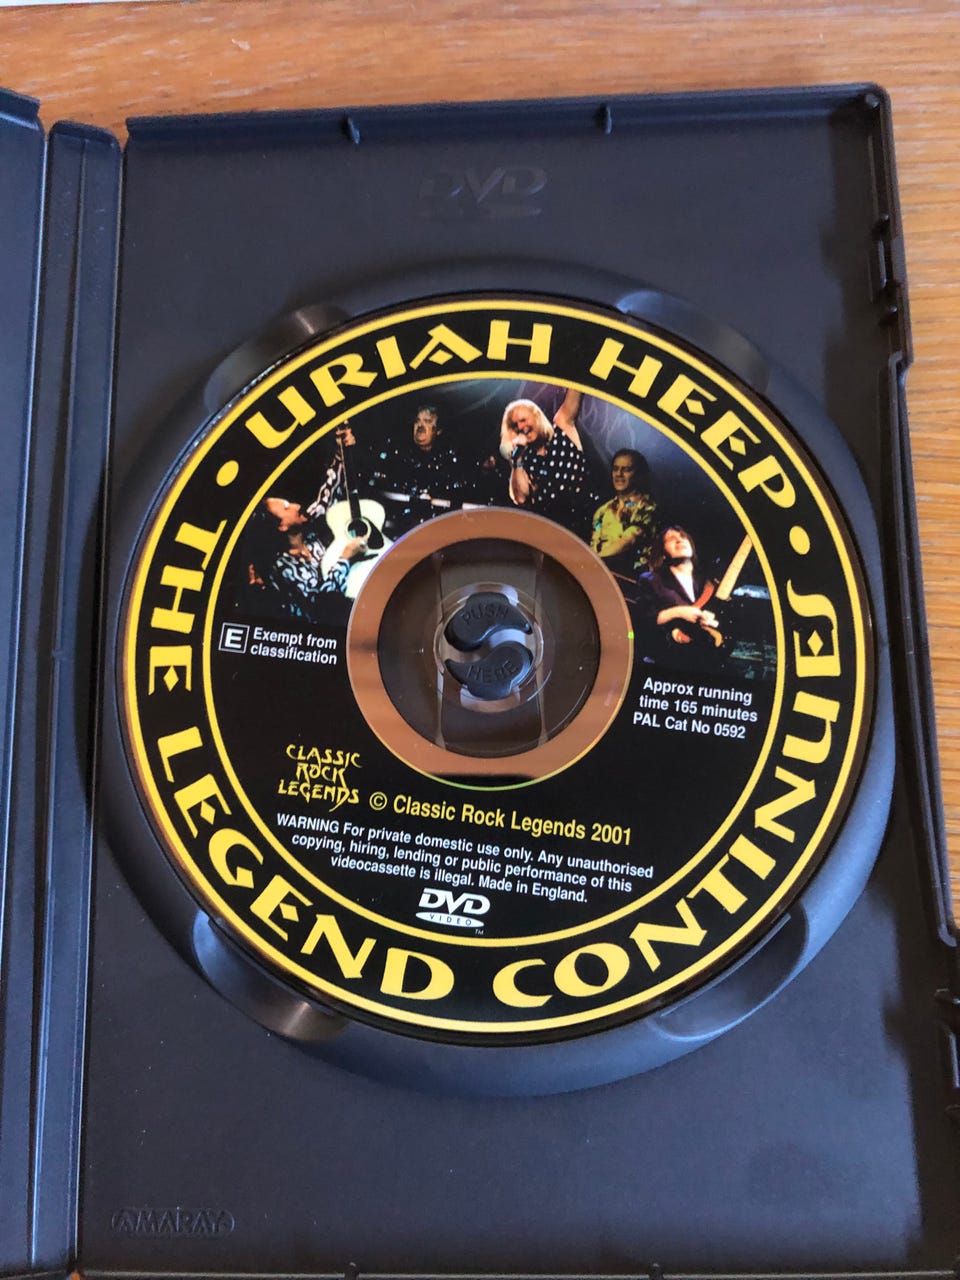 DVD
• URIAH HEEP •
THE LEGEND CONTINUES
PUSH
HERE
E Exempt from
classification
Approx running
time 165 minutes
PAL Cat No 0592
CLASSIC
ROCK
LEGENDS
© Classic Rock Legends 2001
WARNING For private domestic use only. Any unauthorised
copying, hiring, lending or public performance of this
videocassette is illegal. Made in England.
DVD
VIDEO
TM
AMARAY